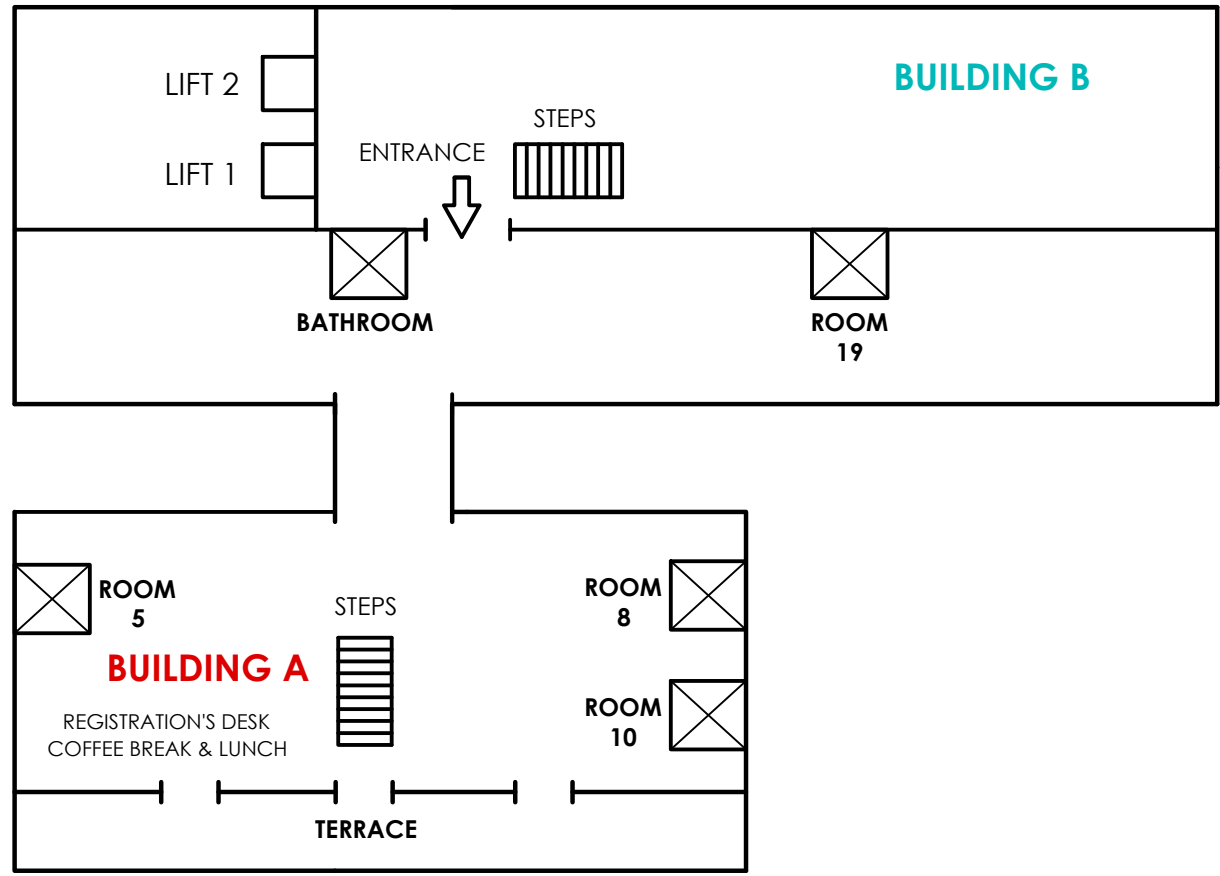 LIFT 2
BUILDING B
STEPS
ENTRANCE
LIFT 1
BATHROOM
ROOM
19
ROOM
5
STEPS
ROOM
8
BUILDING A
REGISTRATION'S DESK
COFFEE BREAK & LUNCH
ROOM
10
TERRACE